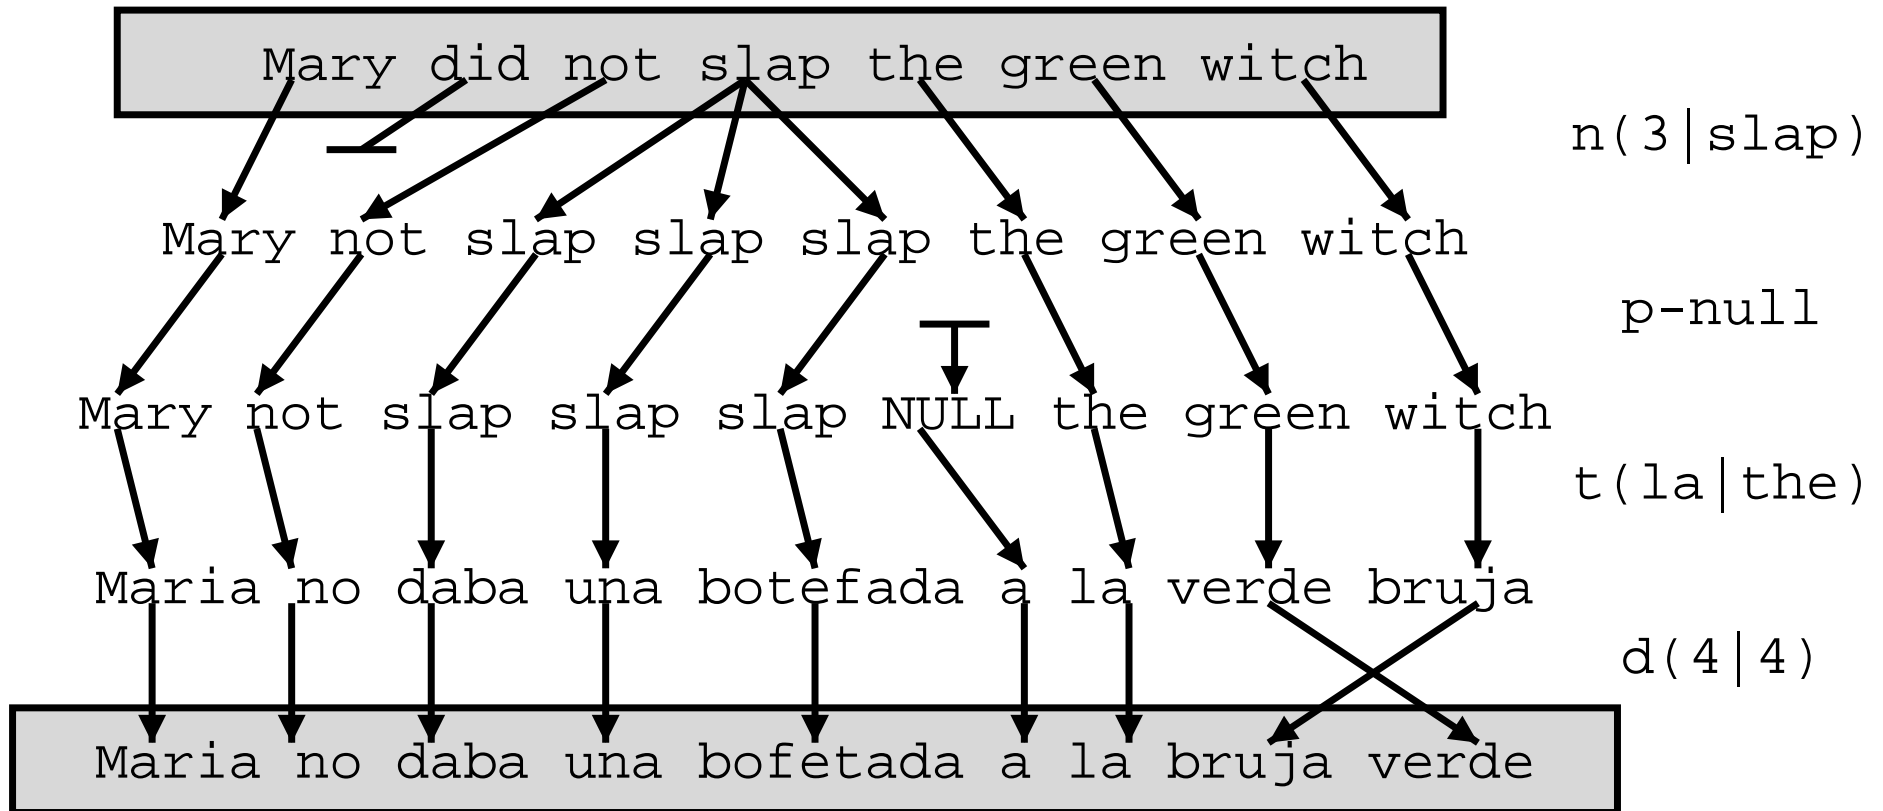 Mary did not slap the green witch
n(3|slap)
Mary not slap slap slap the green witch
p-null
Mary not slap slap slap NULL the green witch
t(la|the)
Maria no daba una botefada a la verde bruja
d(4|4)
Maria no daba una bofetada a la bruja verde